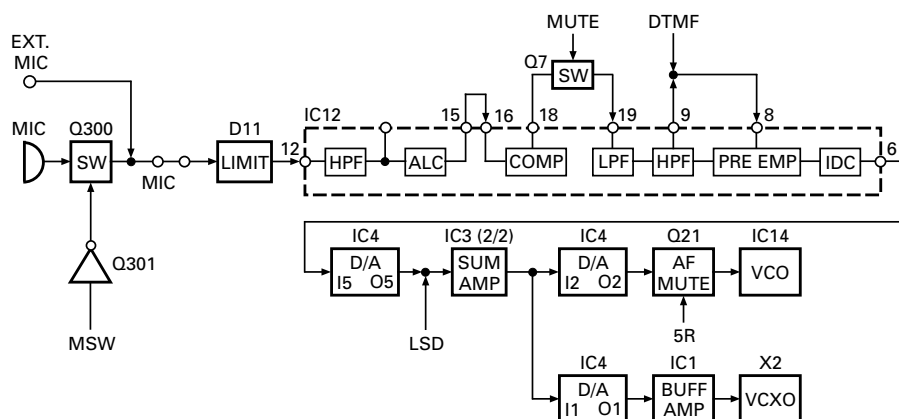 MUTE
DTMF
EXT.
MIC
Q7
SW
MIC
Q300
SW
MIC
D11
LIMIT
12
IC12
15
16
18
19
9
8
6
HPF
ALC
COMP
LPF
HPF
PRE EMP
IDC
Q301
MSW
IC4
D/A
I5 O5
IC3 (2/2)
SUM
AMP
LSD
IC4
D/A
I2 O2
Q21
AF
MUTE
5R
IC14
VCO
IC4
D/A
I1 O1
IC1
BUFF
AMP
X2
VCXO